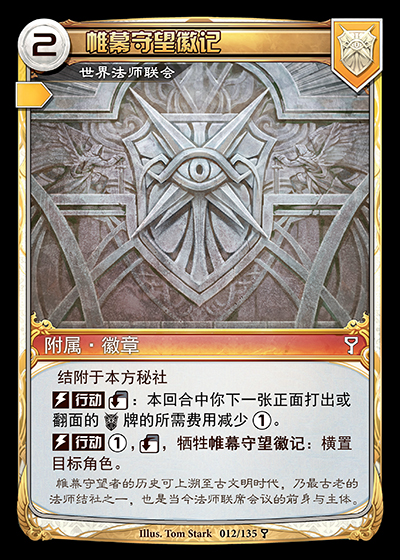 2
帷幕守望徽记
世界法师联会
附属·徽章
结附于本方秘社
行动：本回合中你下一张正面打出或
翻面的牌的所需费用减少①。
行动①，，牺牲帷幕守望徽记：横置
目标角色。
帷幕守望者的历史可上溯至古文明时代，乃最古老的
法师结社之一，也是当今法师联席会议的前身与主体。
Illus. Tom Stark 012/135